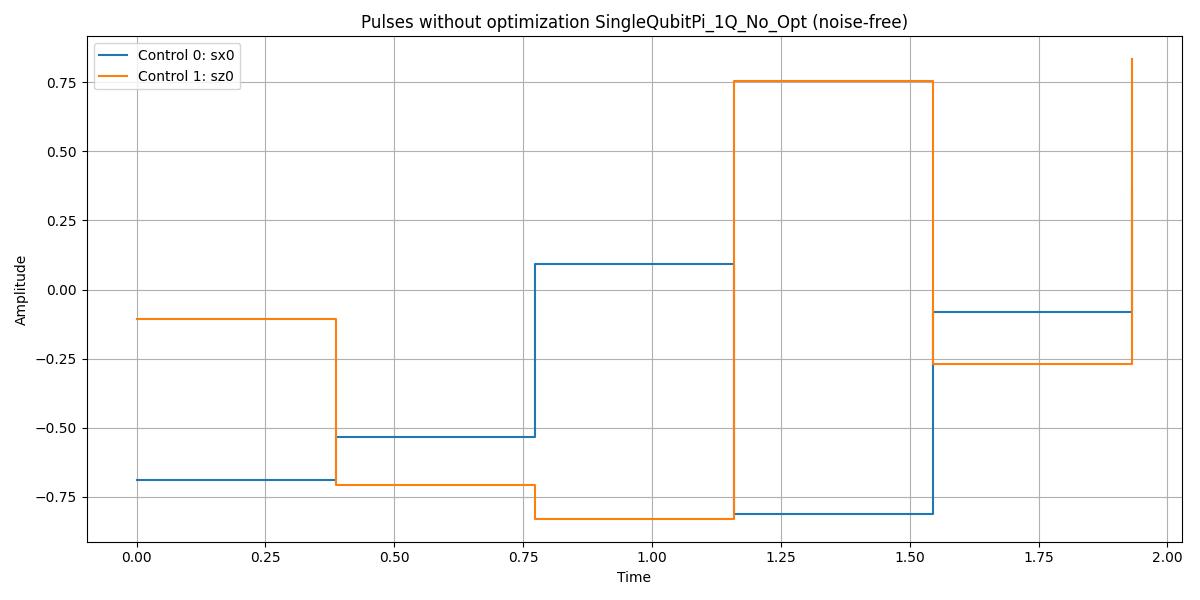 Pulses without optimization SingleQubitPi_1Q_No_Opt (noise-free)
Control 0: sx0
Control 1: sz0
Amplitude
0.75
0.50
0.25
0.00
−0.25
−0.50
−0.75
0.00 0.25 0.50 0.75 1.00 1.25 1.50 1.75 2.00
Time